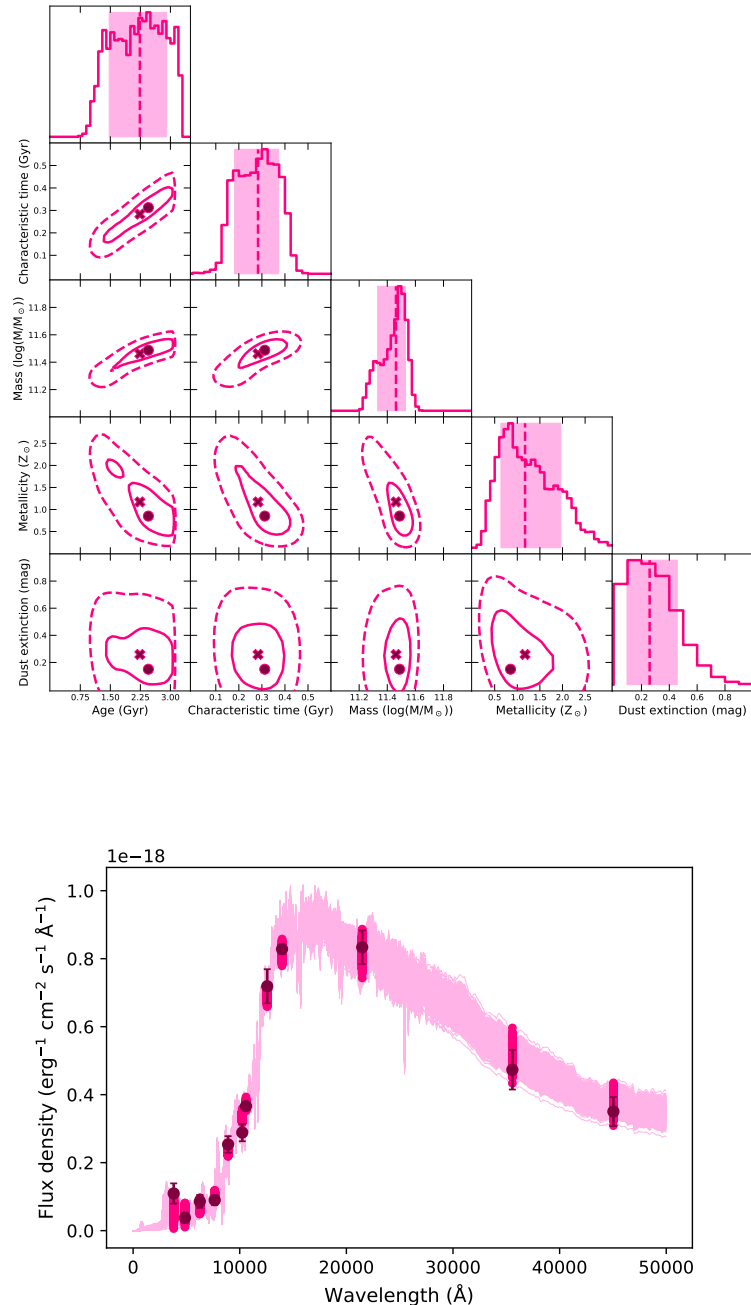 Characteristic time (Gyr)
0.5
0.4
0.3
0.2
0.1
Mass (log(M/M☉))
11.8
11.6
11.4
11.2
Metallicity (Z☉)
2.5
2.0
1.5
1.0
0.5
Dust extinction (mag)
0.8
0.6
0.4
0.2
0.75 1.50 2.25 3.00 0.1 0.2 0.3 0.4 0.5 11.2 11.4 11.6 11.8 0.5 1.0 1.5 2.0 2.5 0.2 0.4 0.6 0.8
Age (Gyr) Characteristic time (Gyr) Mass (log(M/M☉)) Metallicity (Z☉) Dust extinction (mag)
1e−18
Flux density (erg⁻¹ cm⁻² s⁻¹ Å⁻¹)
1.0
0.8
0.6
0.4
0.2
0.0
0 10000 20000 30000 40000 50000
Wavelength (Å)